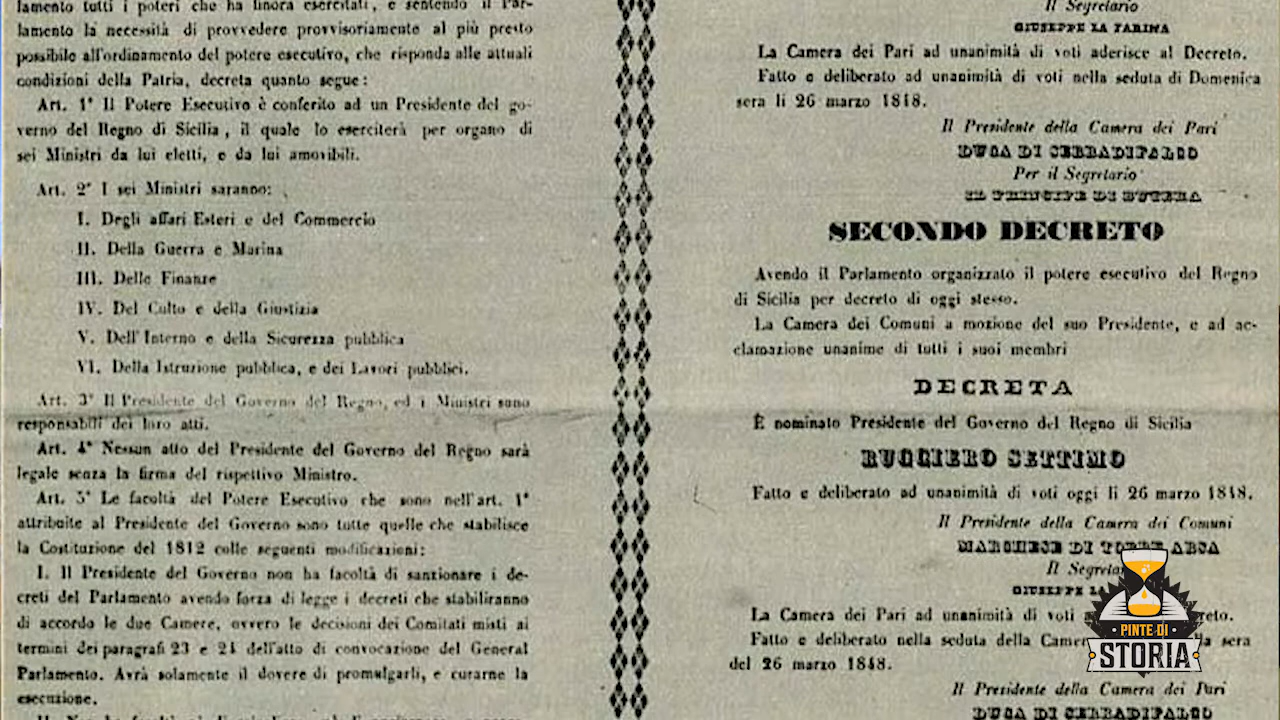 lamento tutti i poteri che ha finora esercitati, e sentendo il Par-
lamento la necessità di provvedere provvisoriamente al più presto
possibile all'ordinamento del potere esecutivo, che risponda alle attuali
condizioni della Patria, decreta quanto segue:
Art. 1° Il Potere Esecutivo è conferito ad un Presidente del go-
verno del Regno di Sicilia, il quale lo eserciterà per organo di
sei Ministri da lui eletti, e da lui amovibili.
Art. 2° I sei Ministri saranno:
I. Degli affari Esteri e del Commercio
II. Della Guerra e Marina
III. Delle Finanze
IV. Del Culto e della Giustizia
V. Dell'Interno e della Sicurezza pubblica
VI. Della Istruzione pubblica, e dei Lavori pubblici.
Art. 3° Il Presidente del Governo del Regno, ed i Ministri sono
responsabili dei loro atti.
Art. 4° Nessun atto del Presidente del Governo del Regno sarà
legale senza la firma del rispettivo Ministro.
Art. 5° Le facoltà del Potere Esecutivo che sono nell'art. 1°
attribuite al Presidente del Governo sono tutte quelle che stabilisce
la Costituzione del 1812 colle seguenti modificazioni:
I. Il Presidente del Governo non ha facoltà di sanzionare i de-
creti del Parlamento avendo forza di legge i decreti che stabiliranno
di accordo le due Camere, ovvero le decisioni dei Comitati misti ai
termini dei paragrafi 23 e 24 dell'atto di convocazione del General
Parlamento. Avrà solamente il dovere di promulgarli, e curarne la
esecuzione.
Il Segretario
GIUSEPPE LA FARINA
La Camera dei Pari ad unanimità di voti aderisce al Decreto.
Fatto e deliberato ad unanimità di voti nella seduta di Domenica
sera li 26 marzo 1848.
Il Presidente della Camera dei Pari
DUCA DI SERRADIFALCO
Per il Segretario
IL PRINCIPE DI BUTERA
SECONDO DECRETO
Avendo il Parlamento organizzato il potere esecutivo del Regno
di Sicilia per decreto di oggi stesso.
La Camera dei Comuni a mozione del suo Presidente, e ad ac-
clamazione unanime di tutti i suoi membri
DECRETA
È nominato Presidente del Governo del Regno di Sicilia
RUGGIERO SETTIMO
Fatto e deliberato ad unanimità di voti oggi li 26 marzo 1848.
Il Presidente della Camera dei Comuni
MARCHESE DI TORRE ARSA
Il Segretar
GIUSEPPE LA
La Camera dei Pari ad unanimità di voti reto.
Fatto e deliberato nella seduta della Camer la sera
del 26 marzo 1848.
Il Presidente della Camera dei Pari
DUCA DI SERRADIFALCO
PINTE DI
STORIA